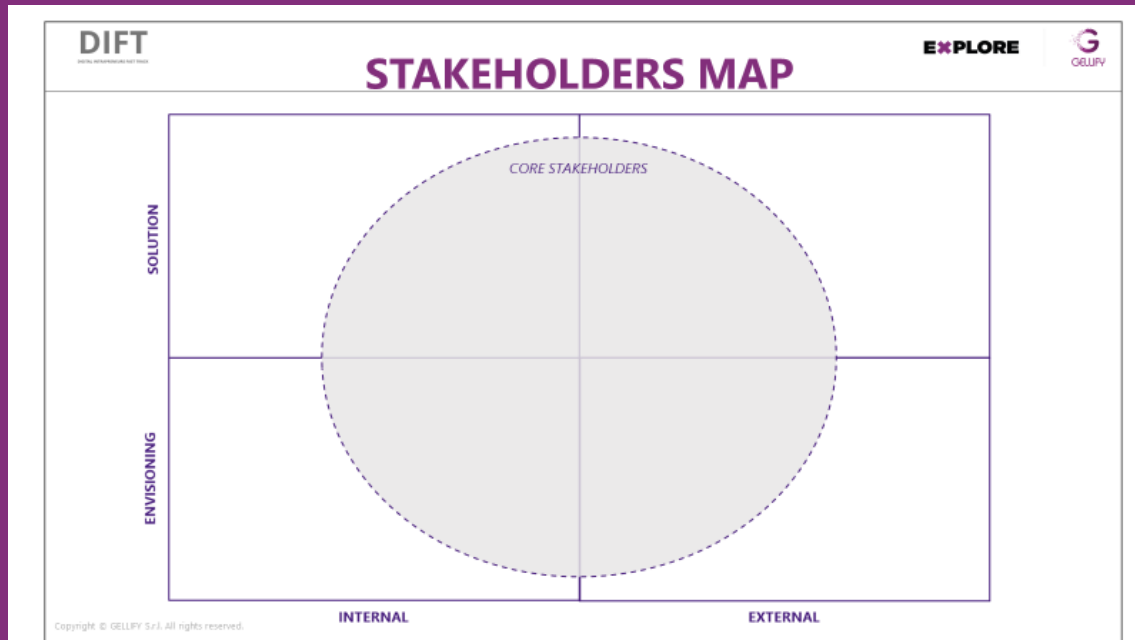 DIFT
EXPLORE
GELLIFY
STAKEHOLDERS MAP
CORE STAKEHOLDERS
SOLUTION
ENVISIONING
INTERNAL
EXTERNAL
Copyright © GELLIFY S.r.l. All rights reserved.